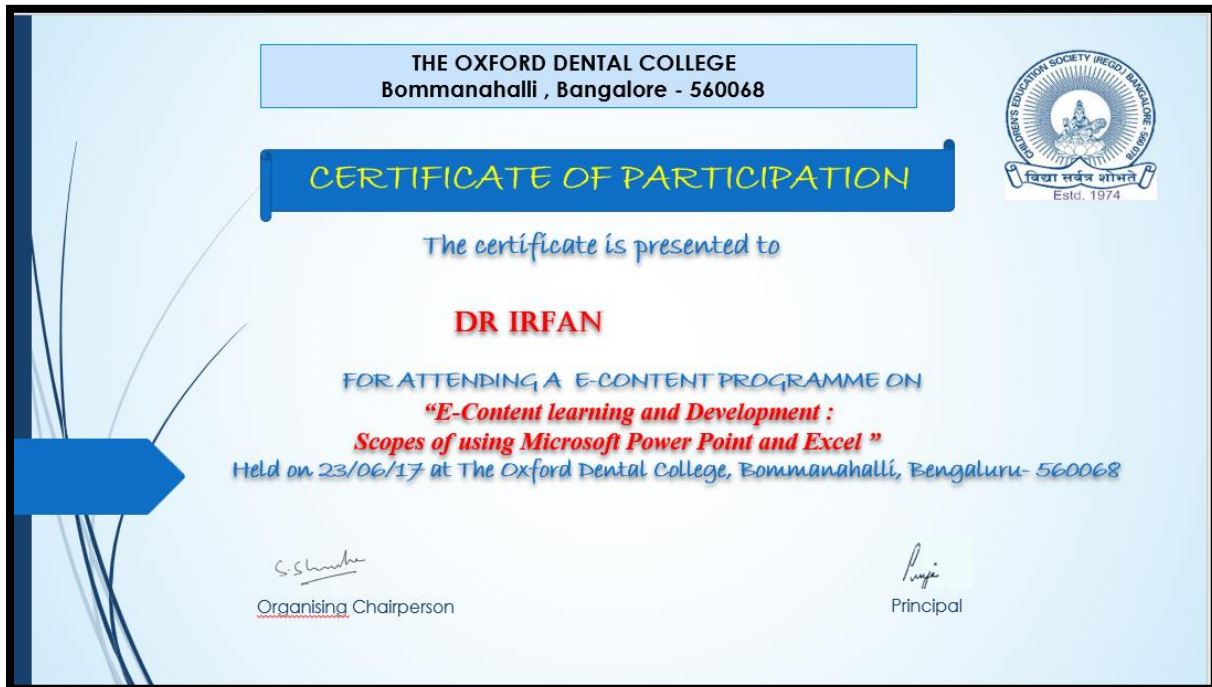 THE OXFORD DENTAL COLLEGE
Bommanahalli , Bangalore - 560068
CHILDREN'S EDUCATION SOCIETY (REGD.) BANGALORE - 560 078
विद्या सर्वत्र शोभते
Estd. 1974
CERTIFICATE OF PARTICIPATION
The certificate is presented to
DR IRFAN
FOR ATTENDING A E-CONTENT PROGRAMME ON
“E-Content learning and Development :
Scopes of using Microsoft Power Point and Excel ”
Held on 23/06/17 at The Oxford Dental College, Bommanahalli, Bengaluru- 560068
Organising Chairperson
Principal